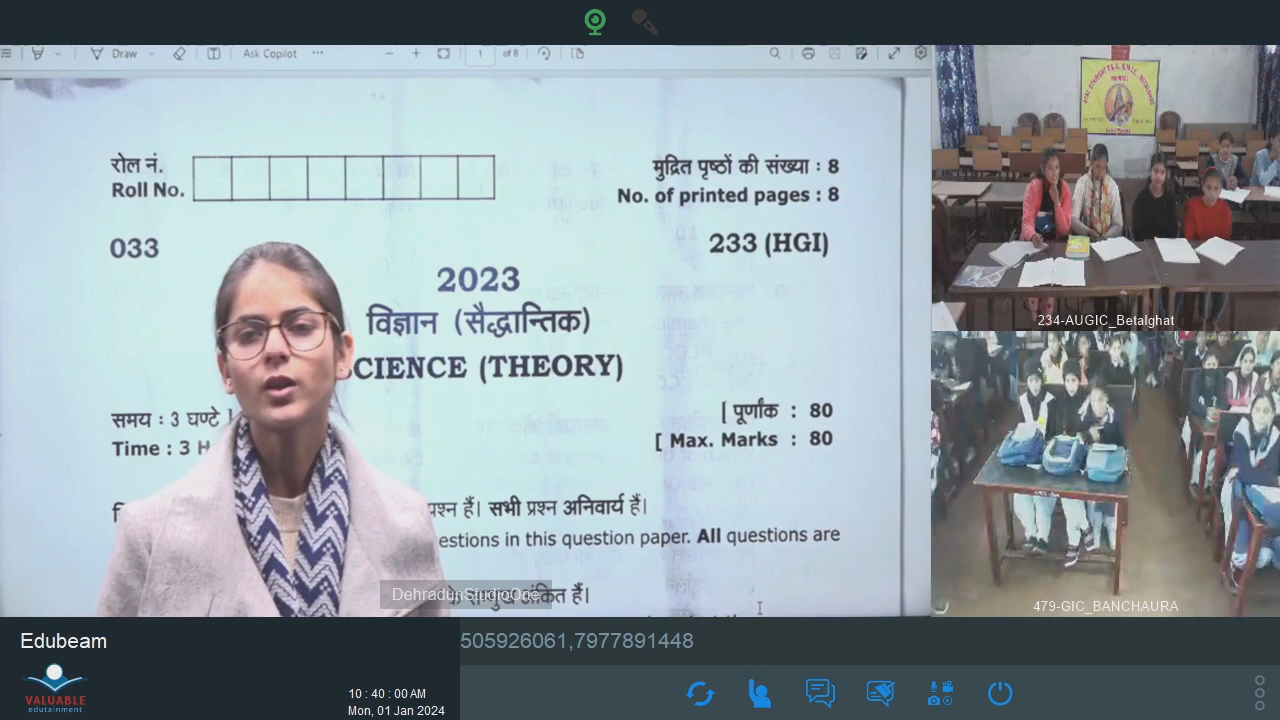 Draw
Ask Copilot
1 of 8
रोल नं.
Roll No.
मुद्रित पृष्ठों की संख्या : 8
No. of printed pages : 8
033
233 (HGI)
2023
विज्ञान (सैद्धान्तिक)
CIENCE (THEORY)
समय : 3 घण्टे ]
[ पूर्णांक : 80
Time : 3 H
[ Max. Marks : 80
प्रश्न हैं। सभी प्रश्न अनिवार्य हैं।
estions in this question paper. All questions are
के सम्मुख अंकित हैं।
DehradunStudioOne
234-AUGIC_Betalghat
479-GIC_BANCHAURA
Edubeam
505926061,7977891448
VALUABLE
edutainment
10 : 40 : 00 AM
Mon, 01 Jan 2024